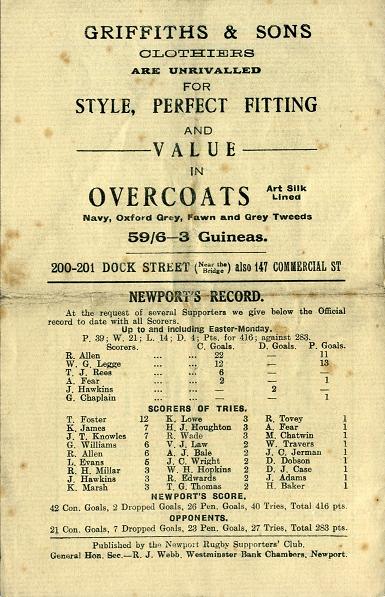 GRIFFITHS & SONS
CLOTHIERS
ARE UNRIVALLED
FOR
STYLE, PERFECT FITTING
AND
VALUE
IN
OVERCOATS Art Silk Lined
Navy, Oxford Grey, Fawn and Grey Tweeds
59/6—3 Guineas.
200-201 DOCK STREET (Near the Bridge) also 147 COMMERCIAL ST
NEWPORT'S RECORD.
At the request of several Supporters we give below the Official
record to date with all Scorers.
Up to and including Easter-Monday.
P. 39; W. 21; L. 14; D. 4; Pts. for 416; against 283.
Scorers. C. Goals. D. Goals. P. Goals.
R. Allen ... ... 22 — 11
W. G. Legge ... ... 12 — 13
T. J. Rees ... ... 6 —
A. Fear ... ... 2 — 1
J. Hawkins ... ... — 2 —
G. Chaplain ... ... — — 1
SCORERS OF TRIES.
T. Foster 12 K. Lowe 3 R. Tovey 1
K. James 7 H. J. Houghton 3 A. Fear 1
J. T. Knowles 7 R. Wade 3 M. Chatwin 1
G. Williams 6 V. J. Law 2 W. Travers 1
R. Allen 6 A. J. Bale 2 J. C. Jerman 1
L. Evans 5 J. C. Wright 2 D. Dobson 1
R. H. Millar 3 W. H. Hopkins 2 D. J. Case 1
J. Hawkins 3 R. Edwards 2 J. Adams 1
K. Marsh 3 T. G. Thomas 2 H. Baker 1
NEWPORT'S SCORE,
42 Con. Goals, 2 Dropped Goals, 26 Pen. Goals, 40 Tries, Total 416 pts.
OPPONENTS.
21 Con. Goals, 7 Dropped Goals, 23 Pen. Goals, 27 Tries, Total 283 pts.
Published by the Newport Rugby Supporters' Club.
General Hon. Sec.—R. J. Webb, Westminster Bank Chambers, Newport.